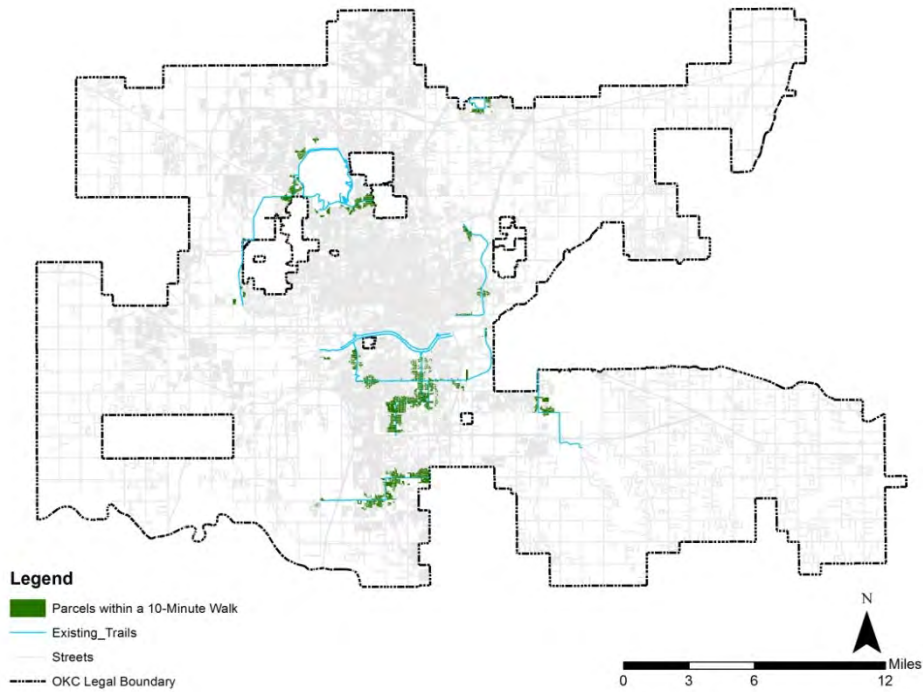 Legend
Parcels within a 10-Minute Walk
Existing_Trails
Streets
OKC Legal Boundary
N
Miles
0 3 6 12